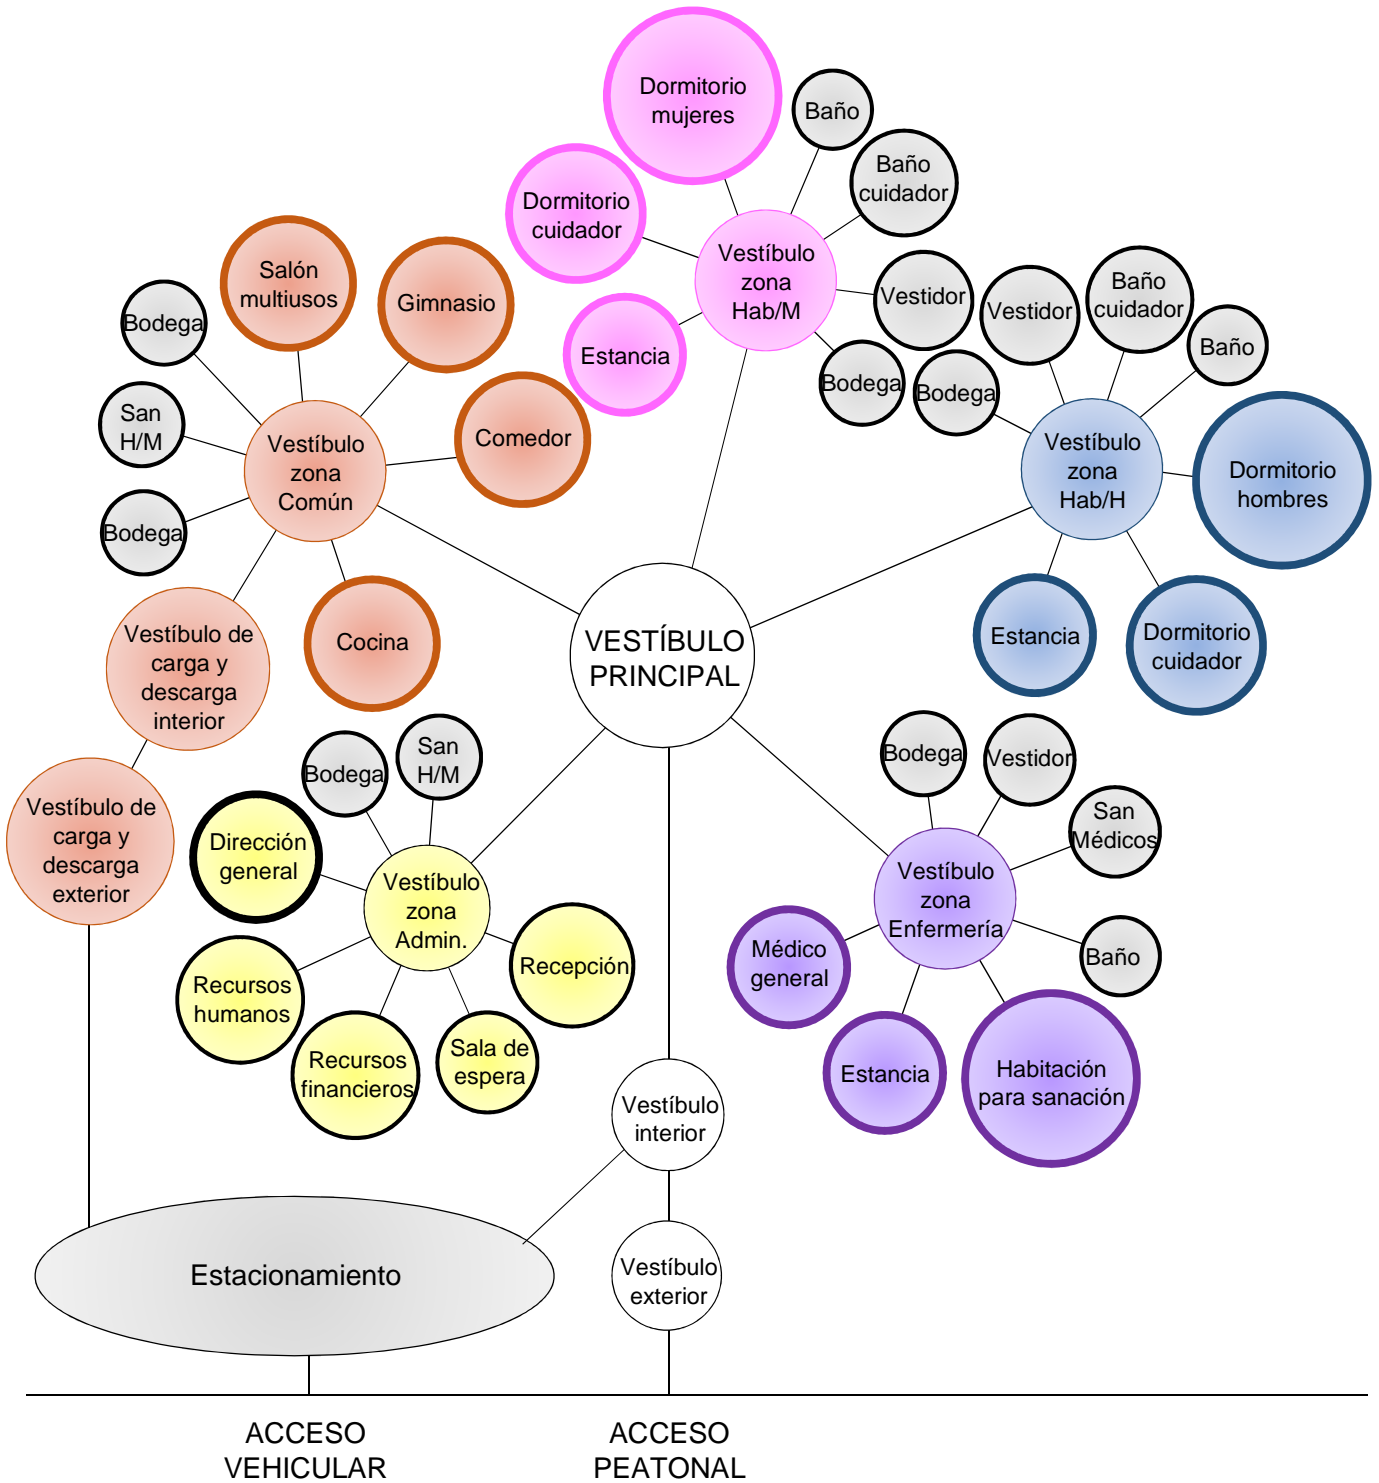 Dormitorio
mujeres
Baño
Baño
cuidador
Dormitorio
cuidador
Vestíbulo
zona
Hab/M
Vestidor
Estancia
Bodega
Salón
multiusos
Gimnasio
Bodega
San
H/M
Comedor
Vestíbulo
zona
Común
Bodega
Cocina
Vestíbulo de
carga y
descarga
interior
Vestíbulo de
carga y
descarga
exterior
Vestidor
Baño
cuidador
Baño
Bodega
Vestíbulo
zona
Hab/H
Dormitorio
hombres
Estancia
Dormitorio
cuidador
VESTÍBULO
PRINCIPAL
Bodega
San
H/M
Dirección
general
Vestíbulo
zona
Admin.
Recepción
Recursos
humanos
Recursos
financieros
Sala de
espera
Bodega
Vestidor
San
Médicos
Vestíbulo
zona
Enfermería
Médico
general
Baño
Estancia
Habitación
para sanación
Vestíbulo
interior
Estacionamiento
Vestíbulo
exterior
ACCESO
VEHICULAR
ACCESO
PEATONAL